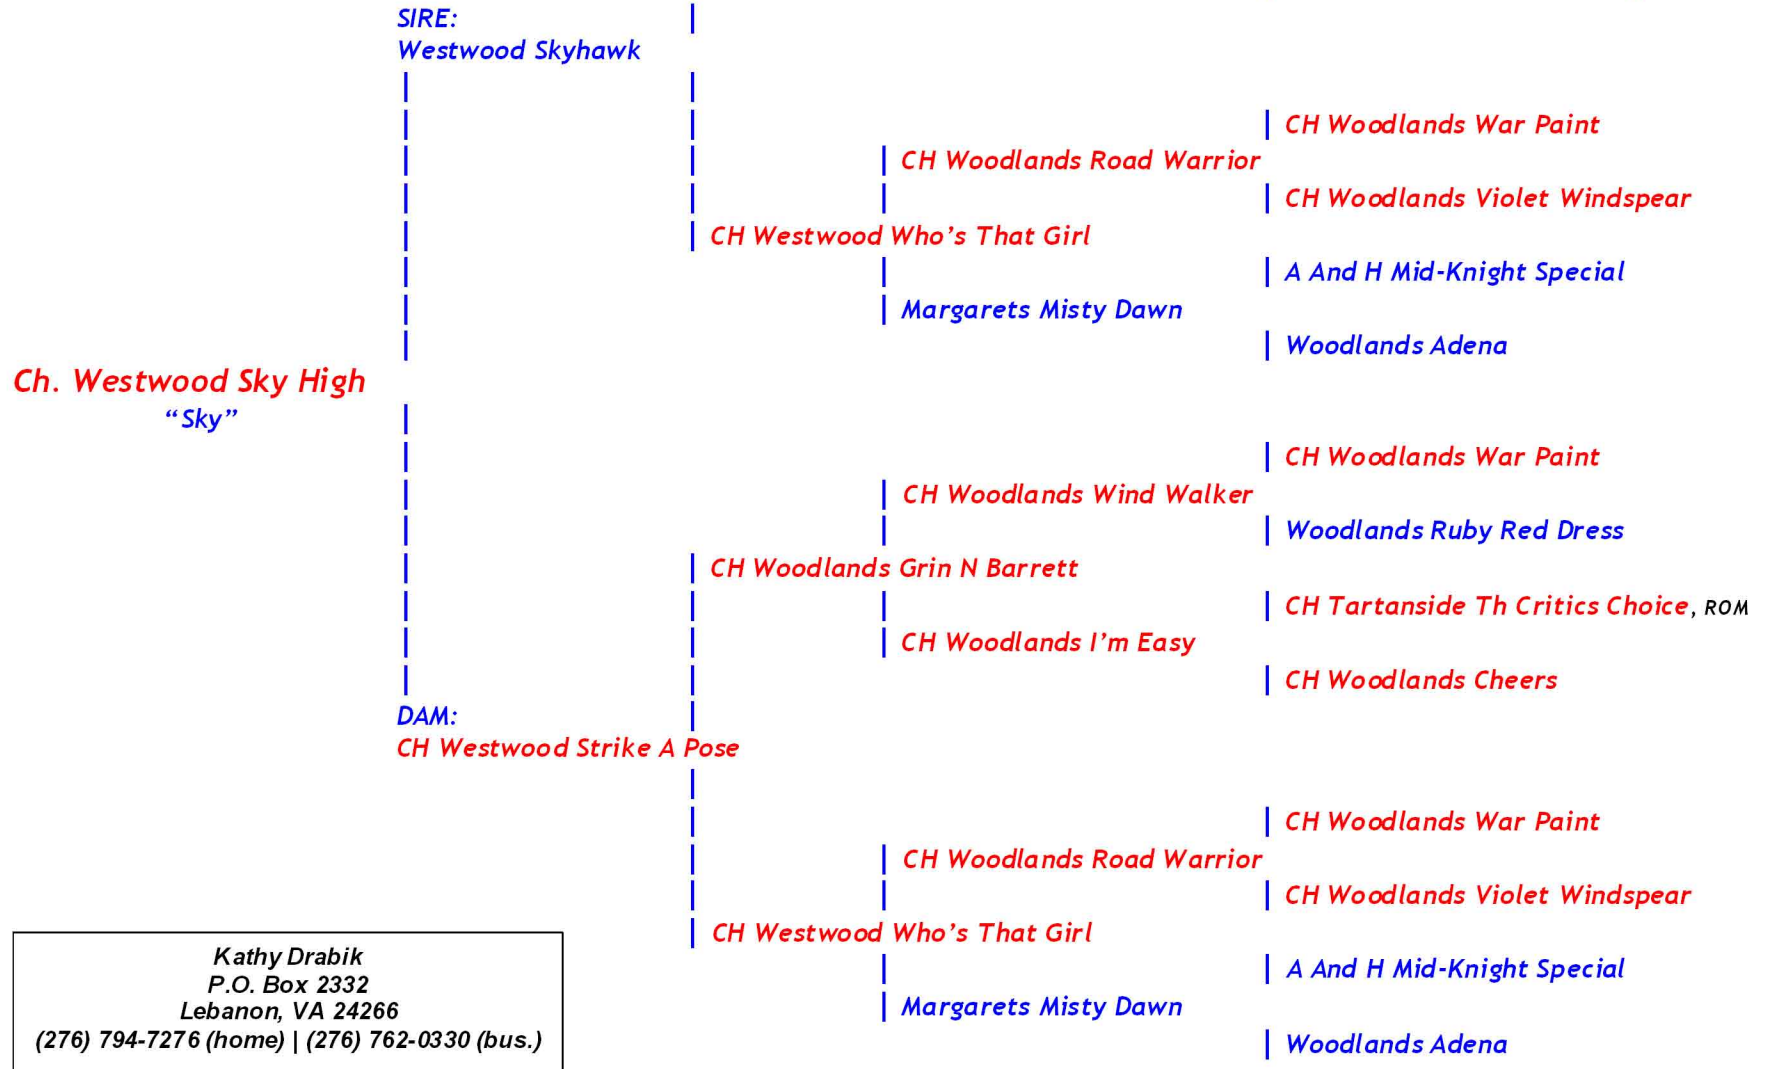 SIRE:
Westwood Skyhawk
CH Woodlands War Paint
CH Woodlands Road Warrior
CH Woodlands Violet Windspear
CH Westwood Who's That Girl
A And H Mid-Knight Special
Margarets Misty Dawn
Woodlands Adena
Ch. Westwood Sky High
“Sky”
CH Woodlands War Paint
CH Woodlands Wind Walker
Woodlands Ruby Red Dress
CH Woodlands Grin N Barrett
CH Tartanside Th Critics Choice, ROM
CH Woodlands I'm Easy
CH Woodlands Cheers
DAM:
CH Westwood Strike A Pose
CH Woodlands War Paint
CH Woodlands Road Warrior
CH Woodlands Violet Windspear
CH Westwood Who's That Girl
A And H Mid-Knight Special
Margarets Misty Dawn
Woodlands Adena
Kathy Drabik
P.O. Box 2332
Lebanon, VA 24266
(276) 794-7276 (home) | (276) 762-0330 (bus.)